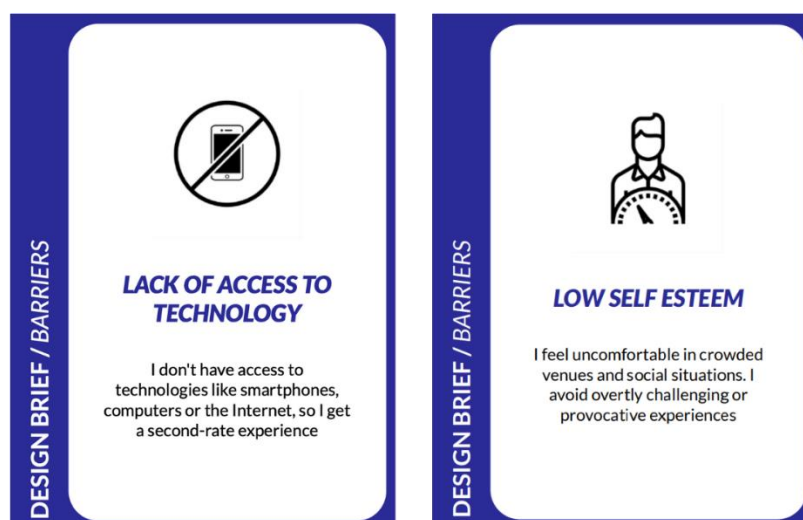 DESIGN BRIEF / BARRIERS
LACK OF ACCESS TO
TECHNOLOGY
I don't have access to
technologies like smartphones,
computers or the Internet, so I get
a second-rate experience
DESIGN BRIEF / BARRIERS
LOW SELF ESTEEM
I feel uncomfortable in crowded
venues and social situations. I
avoid overtly challenging or
provocative experiences